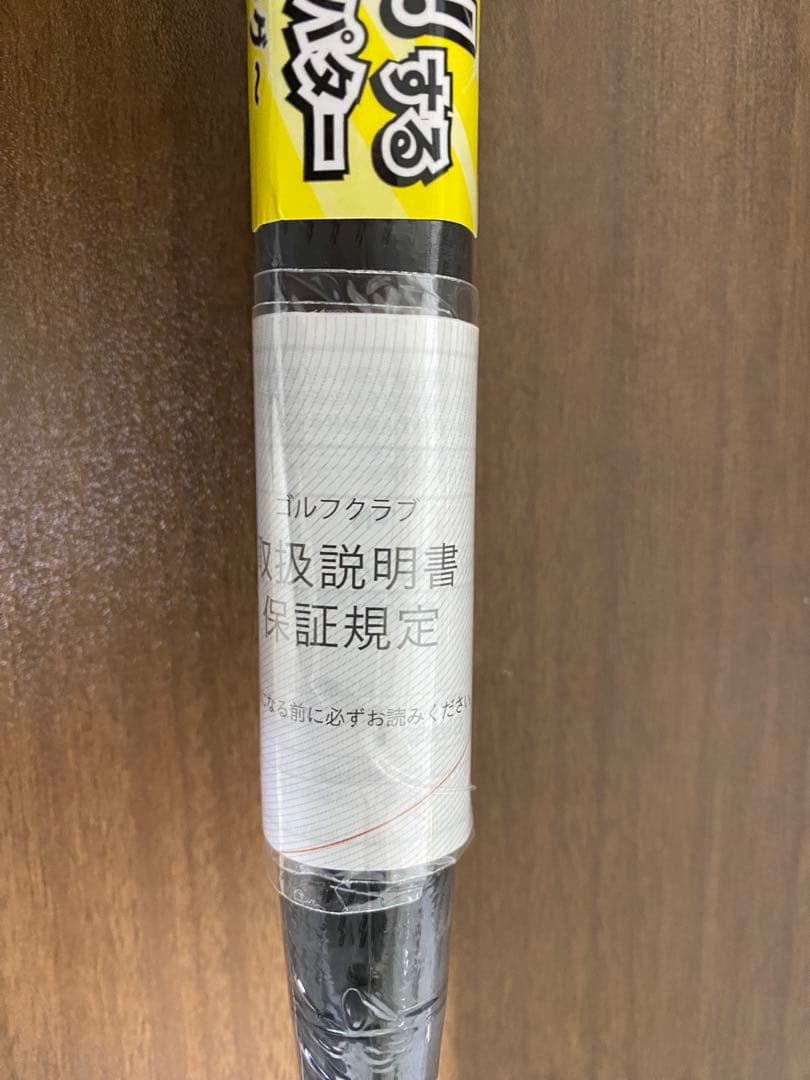 する
パター
ゴルフクラブ
取扱説明書
保証規定
なる前に必ずお読みください